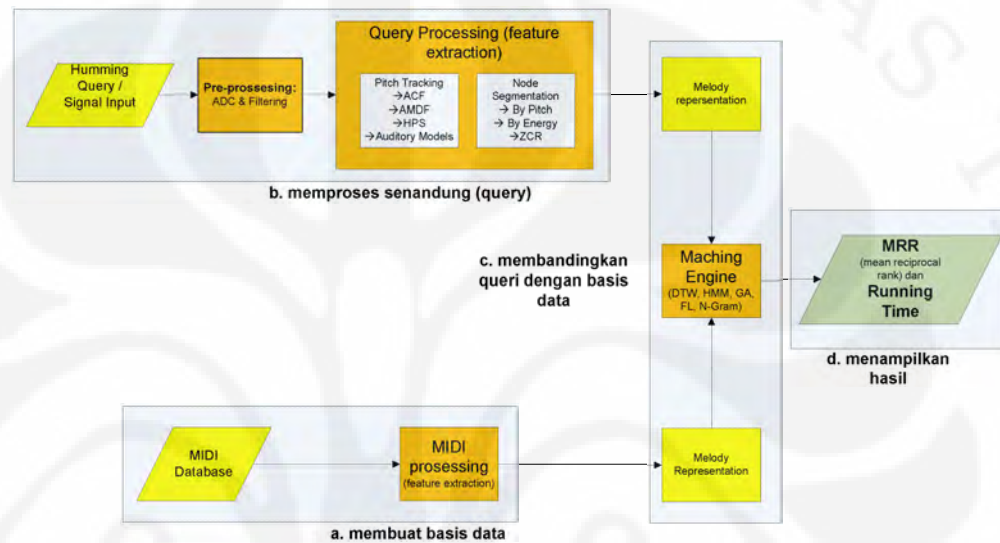 Humming
Query /
Signal Input
Pre-prossesing:
ADC & Filtering
Query Processing (feature
extraction)
Pitch Tracking
→ACF
→AMDF
→HPS
→Auditory Models
Node
Segmentation
→ By Pitch
→ By Energy
→ZCR
b. memproses senandung (query)
Melody
repersentation
c. membandingkan
queri dengan basis
data
Maching
Engine
(DTW, HMM, GA,
FL, N-Gram)
MRR
(mean reciprocal
rank) dan
Running
Time
d. menampilkan
hasil
MIDI
Database
MIDI
prosessing
(feature extraction)
a. membuat basis data
Melody
Representation